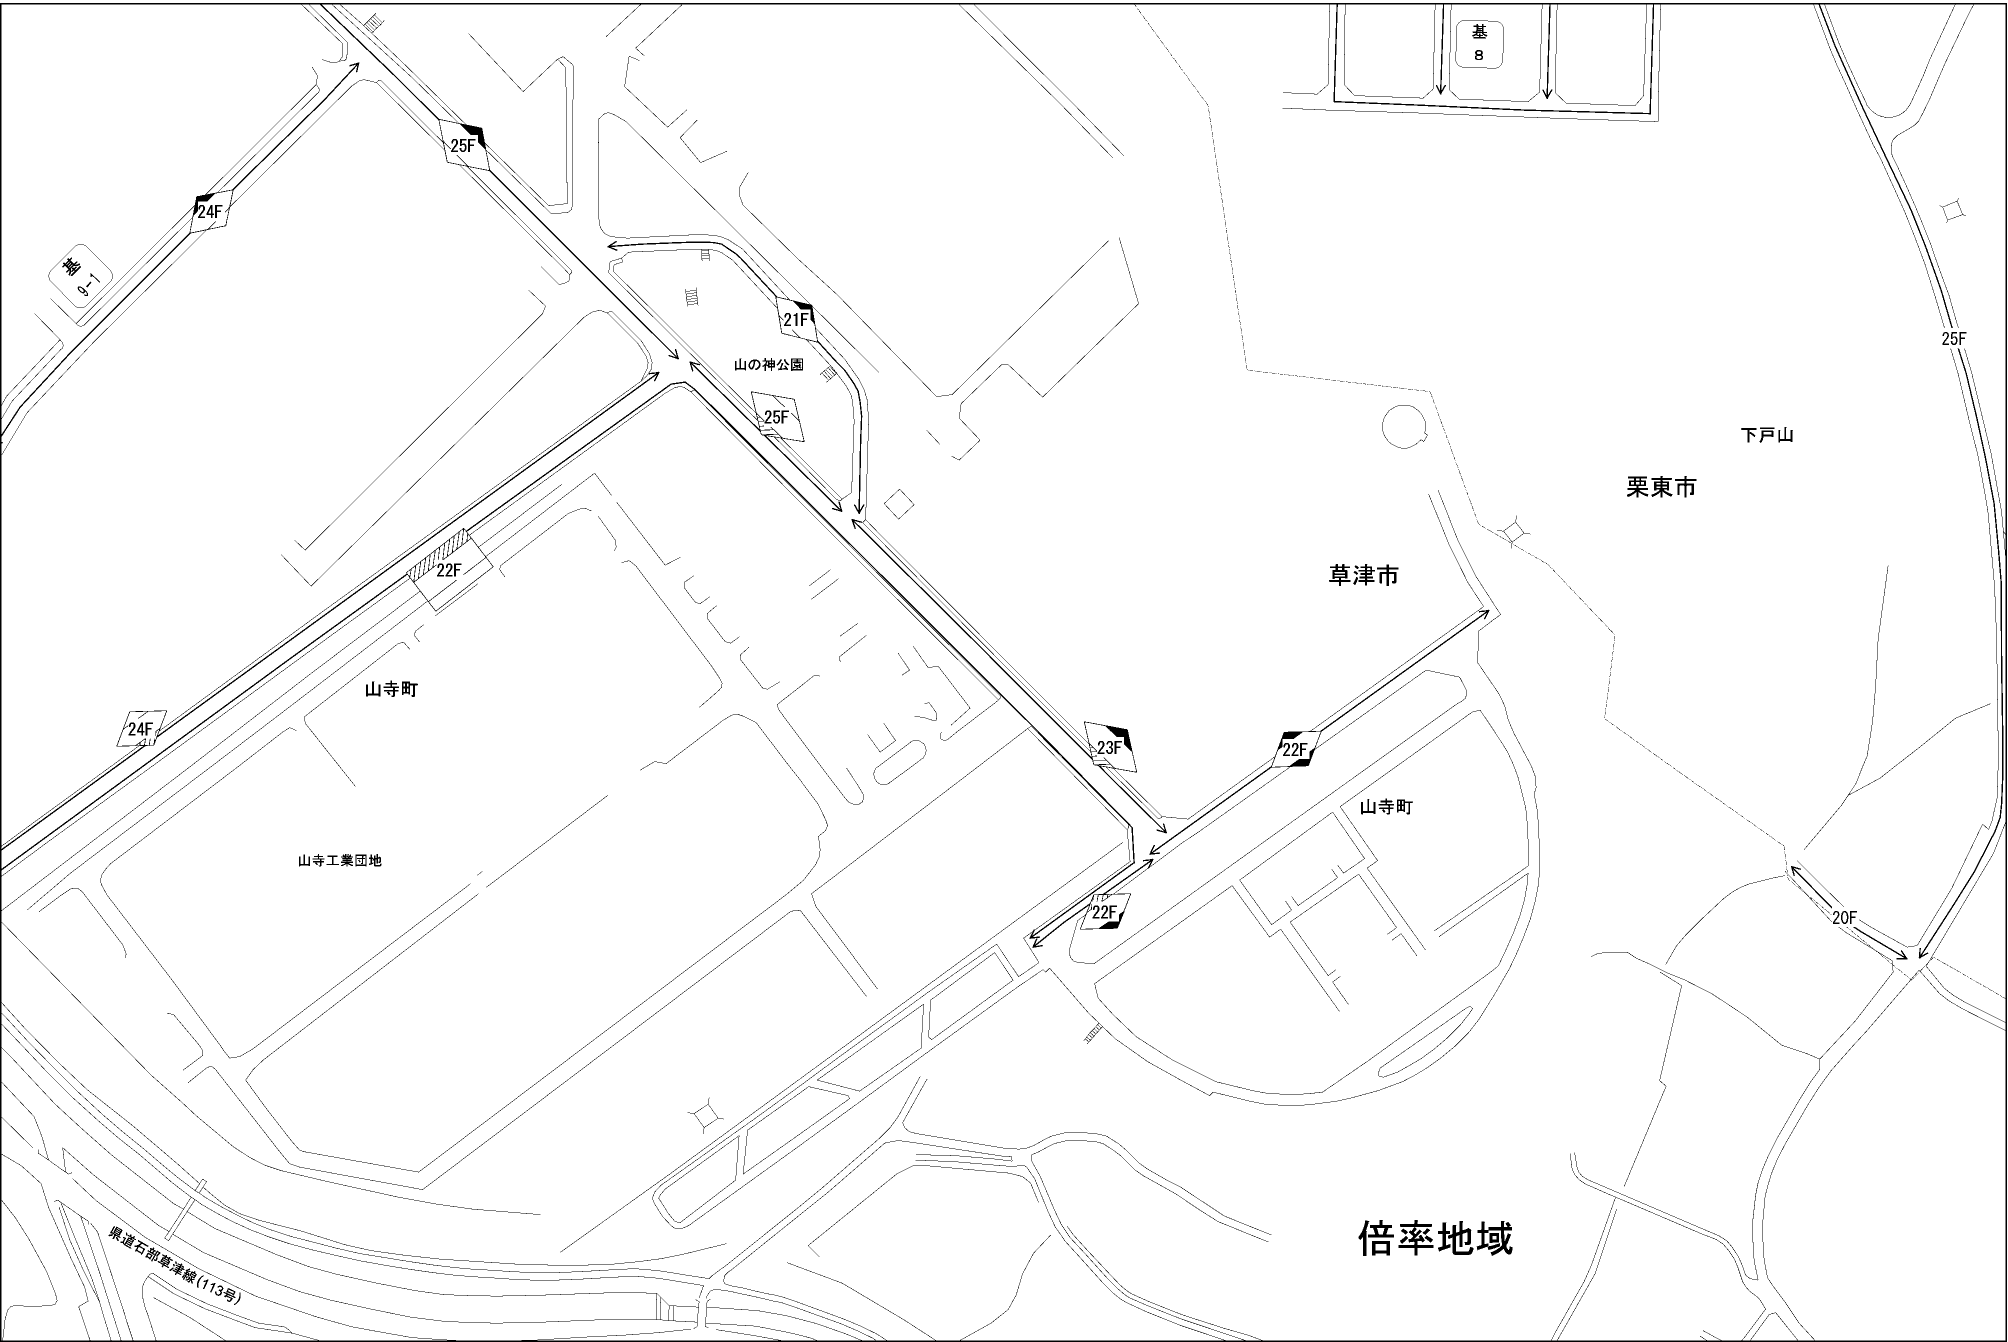 基
8
25F
24F
基
9-1
21F
25F
山の神公園
25F
下戸山
栗東市
22F
草津市
山寺町
24F
23F
22F
山寺町
山寺工業団地
22F
20F
倍率地域
県道石部草津線(113号)